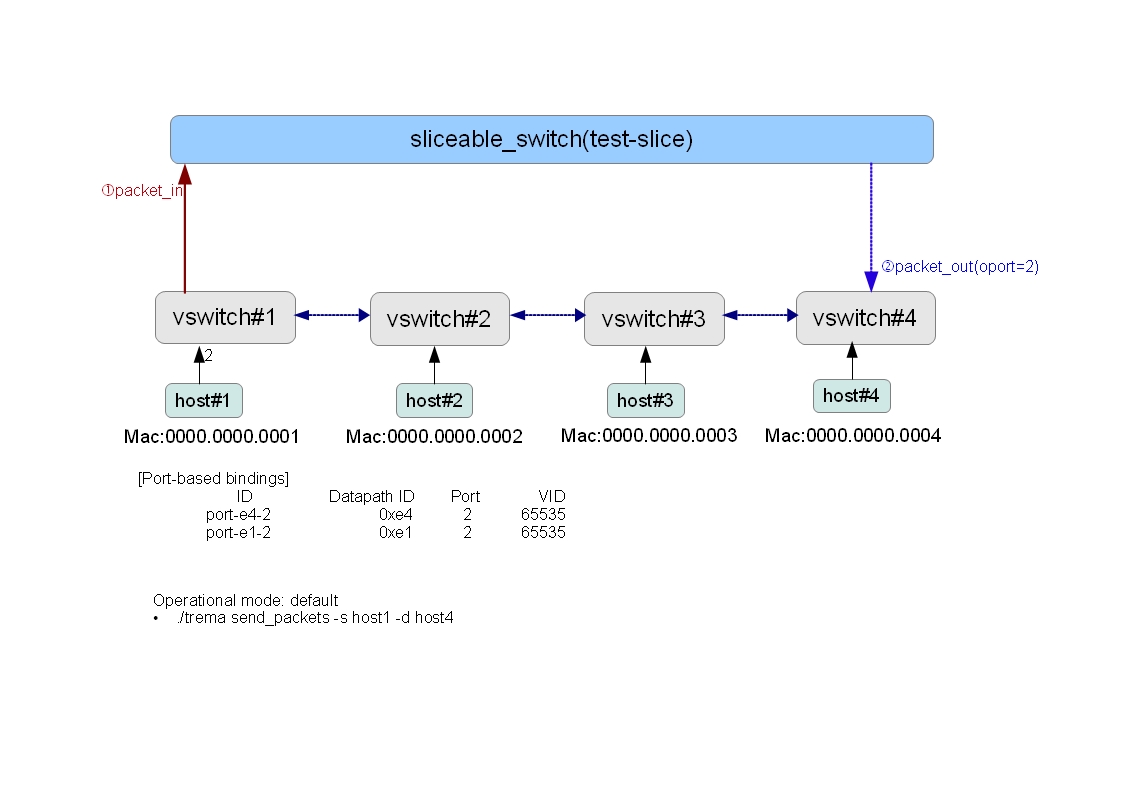 sliceable_switch(test-slice)
①packet_in
②packet_out(oport=2)
vswitch#1 vswitch#2 vswitch#3 vswitch#4
2
host#1 host#2 host#3 host#4
Mac:0000.0000.0001 Mac:0000.0000.0002 Mac:0000.0000.0003 Mac:0000.0000.0004
[Port-based bindings]
ID Datapath ID Port VID
port-e4-2 0xe4 2 65535
port-e1-2 0xe1 2 65535
Operational mode: default
• ./trema send_packets -s host1 -d host4